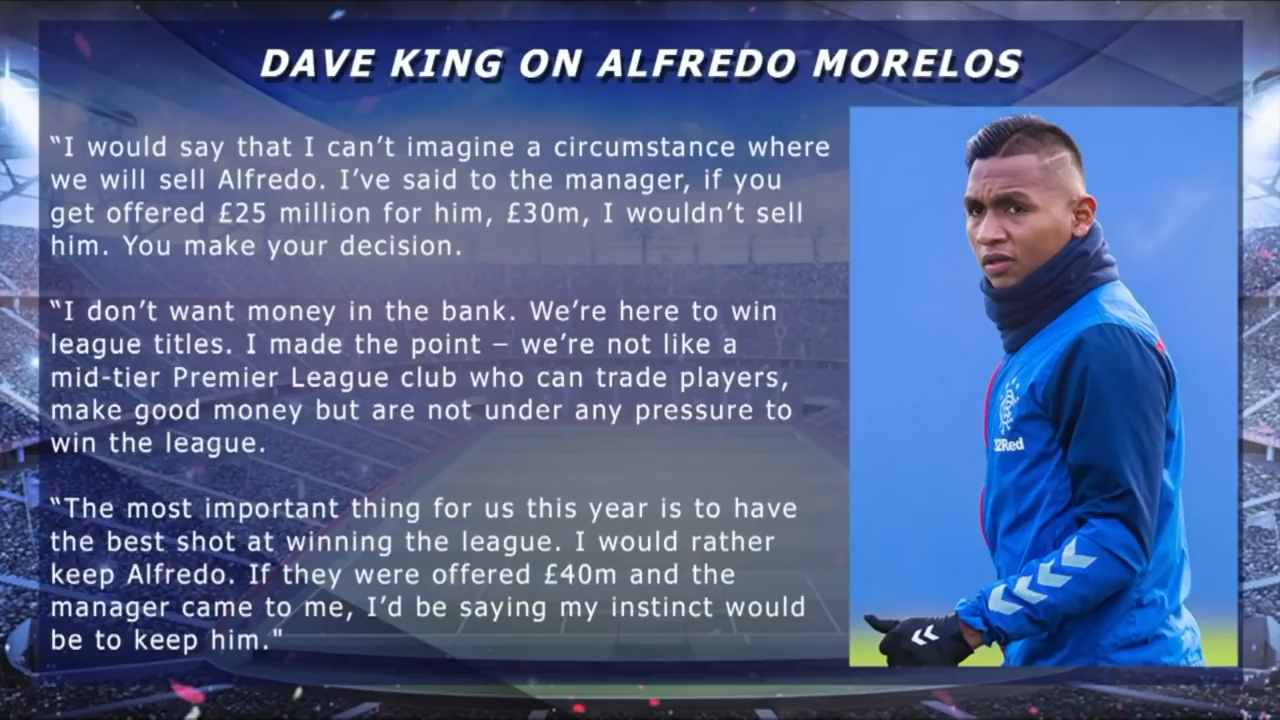 DAVE KING ON ALFREDO MORELOS
“I would say that I can’t imagine a circumstance where
we will sell Alfredo. I’ve said to the manager, if you
get offered £25 million for him, £30m, I wouldn’t sell
him. You make your decision.
“I don’t want money in the bank. We’re here to win
league titles. I made the point – we’re not like a
mid-tier Premier League club who can trade players,
make good money but are not under any pressure to
win the league.
“The most important thing for us this year is to have
the best shot at winning the league. I would rather
keep Alfredo. If they were offered £40m and the
manager came to me, I’d be saying my instinct would
be to keep him."
32Red